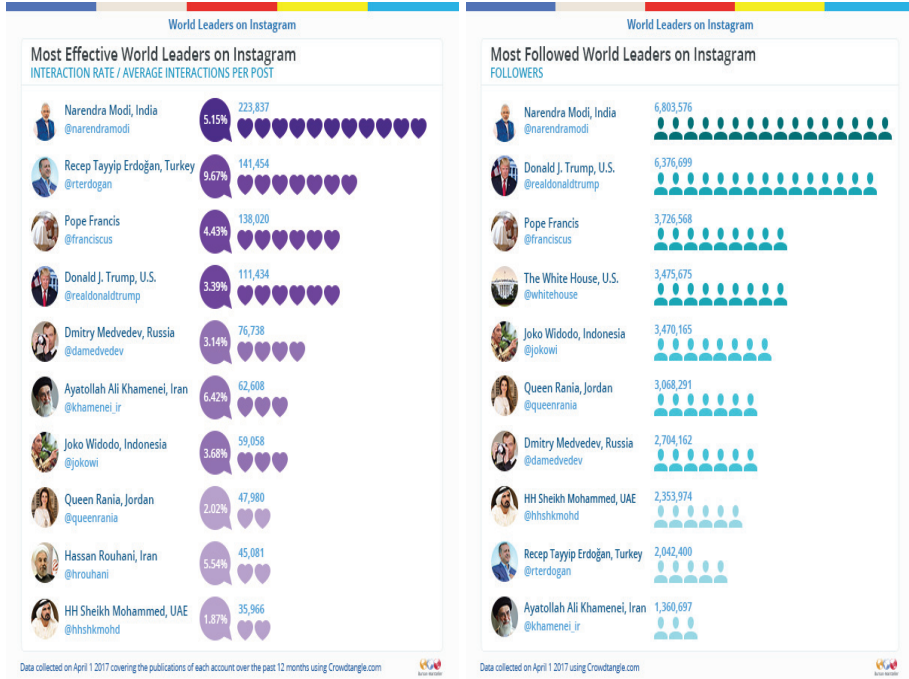 World Leaders on Instagram
Most Effective World Leaders on Instagram
INTERACTION RATE / AVERAGE INTERACTIONS PER POST
Narendra Modi, India
@narendramodi
5.15%
223,837
Recep Tayyip Erdoğan, Turkey
@rterdogan
9.67%
141,454
Pope Francis
@franciscus
4.43%
138,020
Donald J. Trump, U.S.
@realdonaldtrump
3.39%
111,434
Dmitry Medvedev, Russia
@damedvedev
3.14%
76,738
Ayatollah Ali Khamenei, Iran
@khamenei_ir
6.42%
62,608
Joko Widodo, Indonesia
@jokowi
3.68%
59,058
Queen Rania, Jordan
@queenrania
2.02%
47,980
Hassan Rouhani, Iran
@hrouhani
5.54%
45,081
HH Sheikh Mohammed, UAE
@hhshkmohd
1.87%
35,966
Data collected on April 1 2017 covering the publications of each account over the past 12 months using Crowdtangle.com
World Leaders on Instagram
Most Followed World Leaders on Instagram
FOLLOWERS
Narendra Modi, India
@narendramodi
6,803,576
Donald J. Trump, U.S.
@realdonaldtrump
6,376,699
Pope Francis
@franciscus
3,726,568
The White House, U.S.
@whitehouse
3,475,675
Joko Widodo, Indonesia
@jokowi
3,470,165
Queen Rania, Jordan
@queenrania
3,068,291
Dmitry Medvedev, Russia
@damedvedev
2,704,162
HH Sheikh Mohammed, UAE
@hhshkmohd
2,353,974
Recep Tayyip Erdoğan, Turkey
@rterdogan
2,042,400
Ayatollah Ali Khamenei, Iran
@khamenei_ir
1,360,697
Data collected on April 1 2017 using Crowdtangle.com